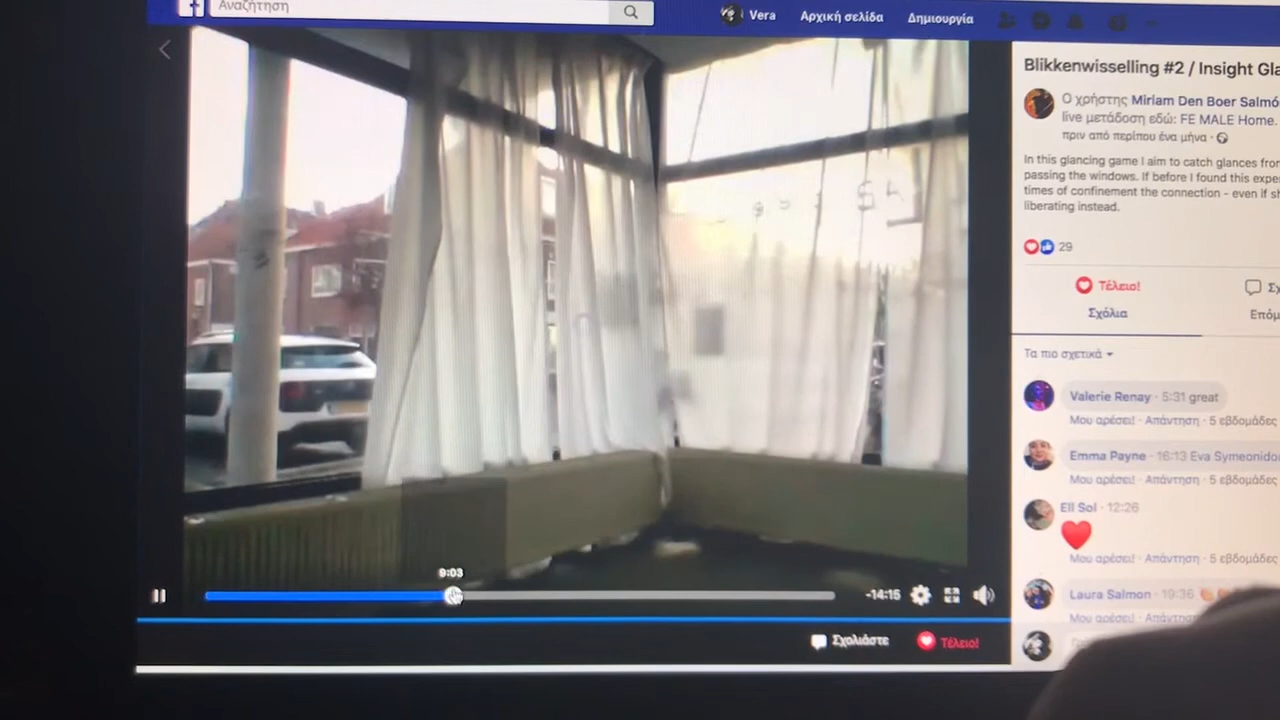 Αναζήτηση
Vera
Αρχική σελίδα
Δημιουργία
Blikkenwisselling #2 / Insight Gla
Ο χρήστης Miriam Den Boer Salmó
live μετάδοση εδώ: FE MALE Home.
πριν από περίπου ένα μήνα ·
In this glancing game I aim to catch glances from
passing the windows. If before I found this expe
times of confinement the connection - even if sh
liberating instead.
29
Τέλειο!
Σχ
Σχόλια
Επόμ
Τα πιο σχετικά
Valerie Renay · 5:31 great
Μου αρέσει! · Απάντηση · 5 εβδομάδες
Emma Payne · 16:13 Eva Symeonido
Μου αρέσει! · Απάντηση · 5 εβδομάδες
Ell Sol · 12:26
Μου αρέσει! · Απάντηση · 5 εβδομάδες
Laura Salmon · 19:36
Μου αρέσει! · Απάντηση
9:03
-14:15
Σχολιάστε
Τέλειο!